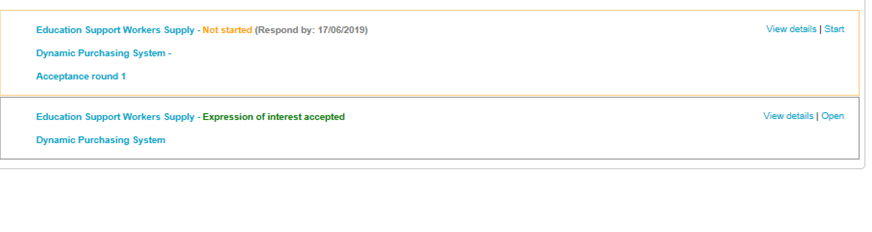 Education Support Workers Supply - Not started (Respond by: 17/06/2019) View details | Start
Dynamic Purchasing System -
Acceptance round 1
Education Support Workers Supply - Expression of interest accepted View details | Open
Dynamic Purchasing System